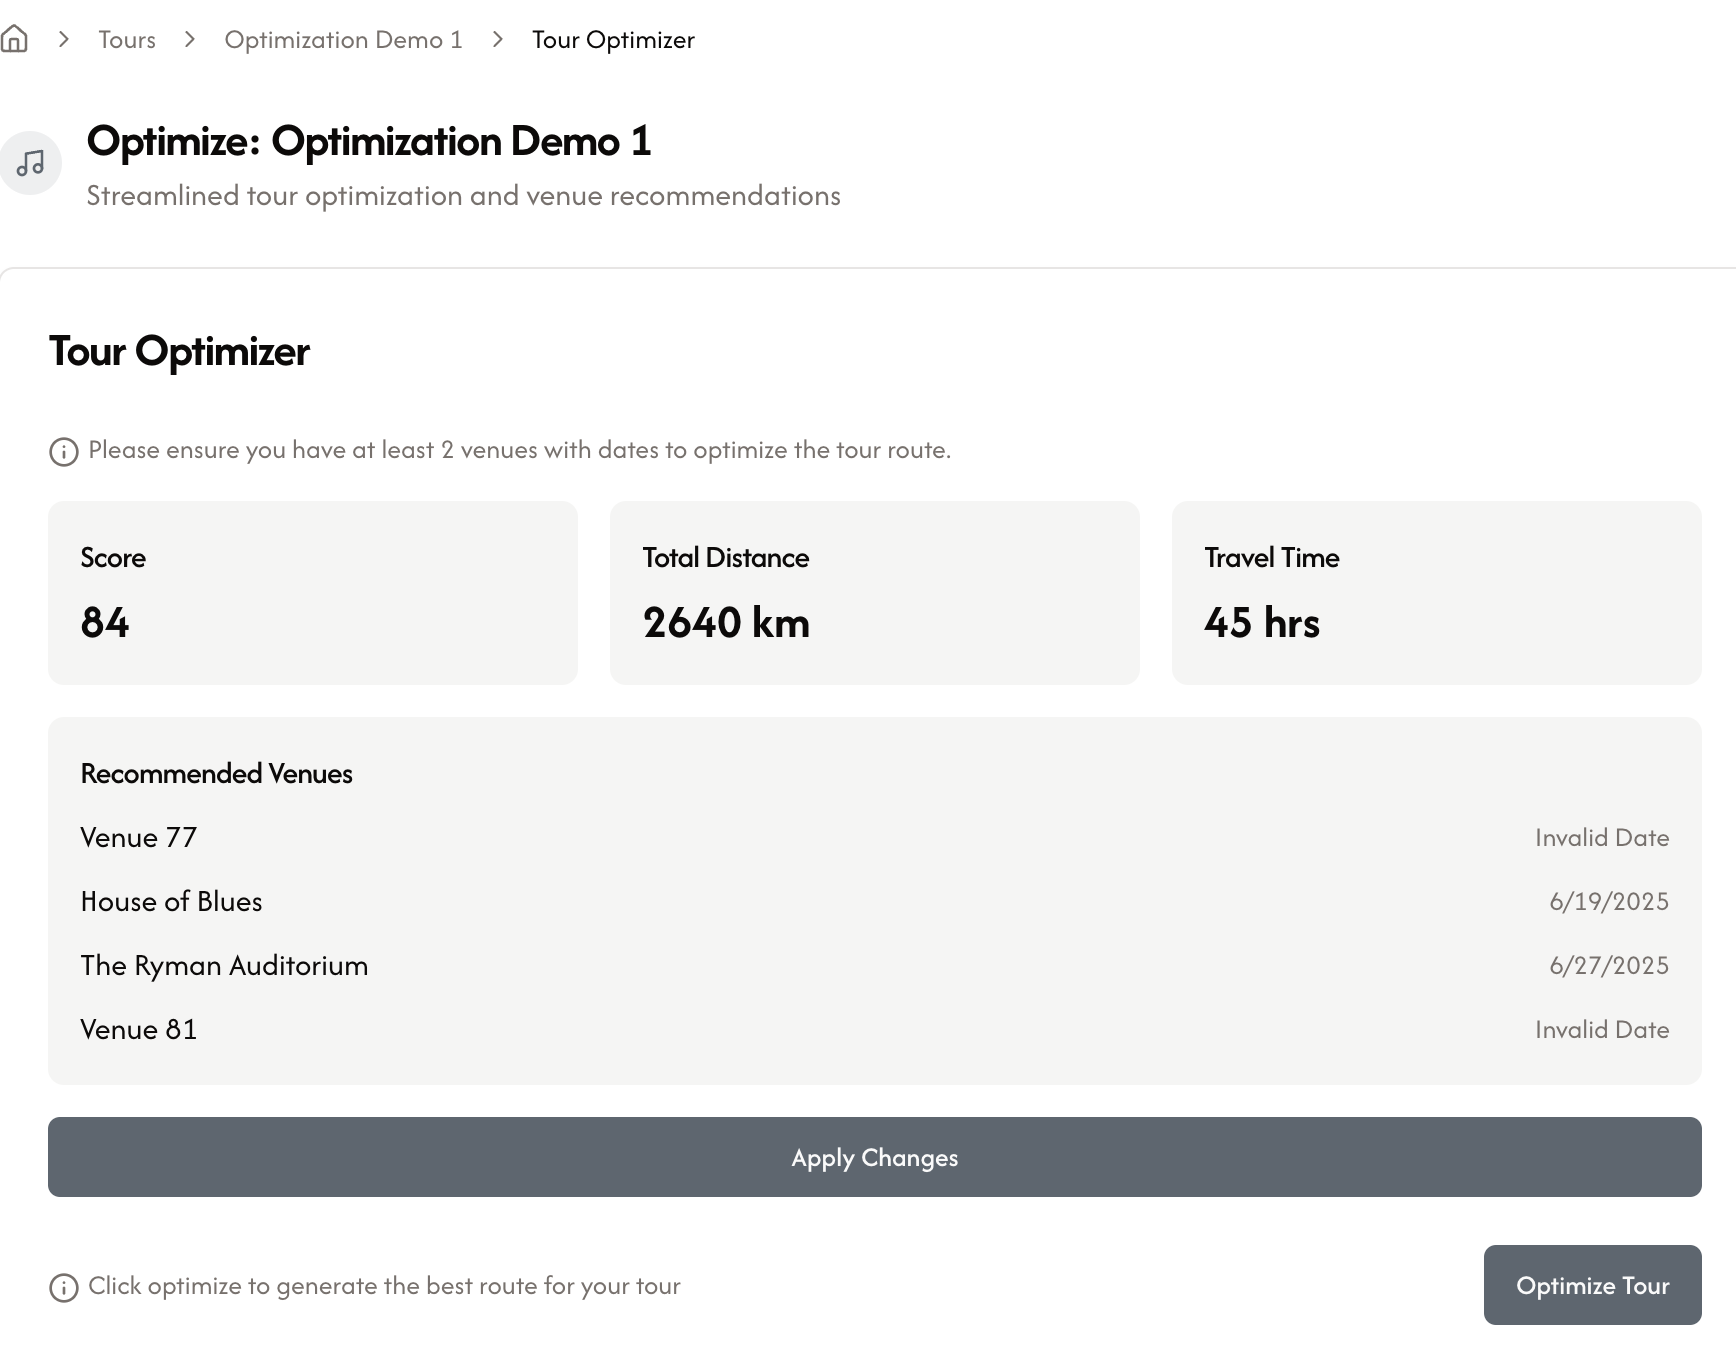 Tours > Optimization Demo 1 > Tour Optimizer
Optimize: Optimization Demo 1
Streamlined tour optimization and venue recommendations
Tour Optimizer
Please ensure you have at least 2 venues with dates to optimize the tour route.
Score
84
Total Distance
2640 km
Travel Time
45 hrs
Recommended Venues
Venue 77 Invalid Date
House of Blues 6/19/2025
The Ryman Auditorium 6/27/2025
Venue 81 Invalid Date
Apply Changes
Click optimize to generate the best route for your tour
Optimize Tour